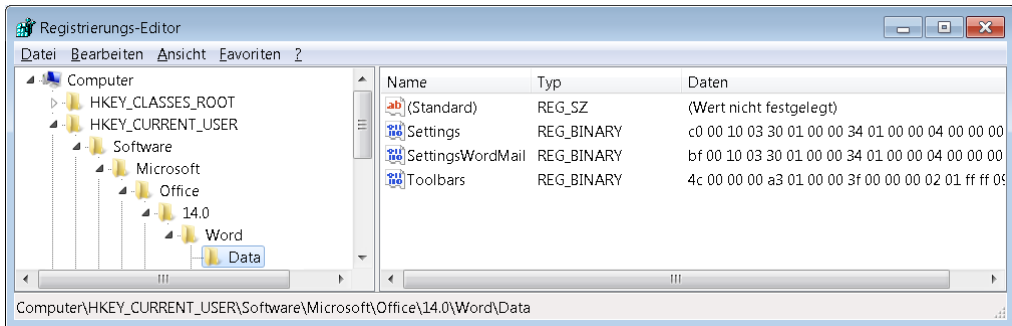 Registrierungs-Editor
Datei Bearbeiten Ansicht Favoriten ?
Computer
HKEY_CLASSES_ROOT
HKEY_CURRENT_USER
Software
Microsoft
Office
14.0
Word
Data
Name Typ Daten
(Standard) REG_SZ (Wert nicht festgelegt)
Settings REG_BINARY c0 00 10 03 30 01 00 00 34 01 00 00 04 00 00 00
SettingsWordMail REG_BINARY bf 00 10 03 30 01 00 00 34 01 00 00 04 00 00 00
Toolbars REG_BINARY 4c 00 00 00 a3 01 00 00 3f 00 00 00 02 01 ff ff 09
Computer\HKEY_CURRENT_USER\Software\Microsoft\Office\14.0\Word\Data